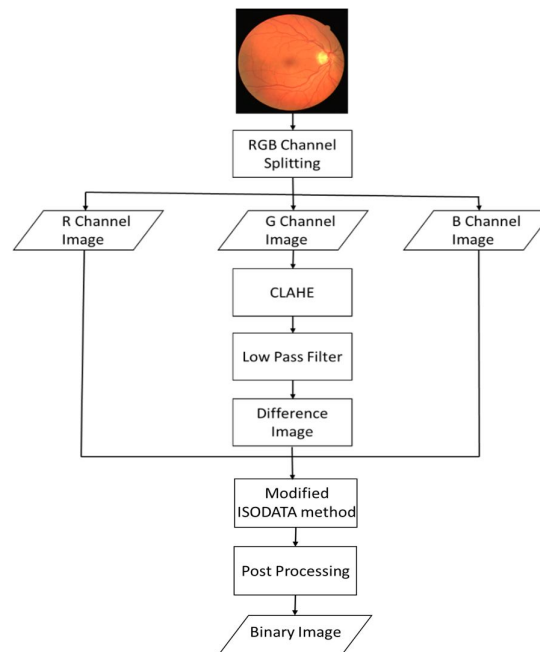 RGB Channel
Splitting
R Channel
Image
G Channel
Image
B Channel
Image
CLAHE
Low Pass Filter
Difference
Image
Modified
ISODATA method
Post Processing
Binary Image